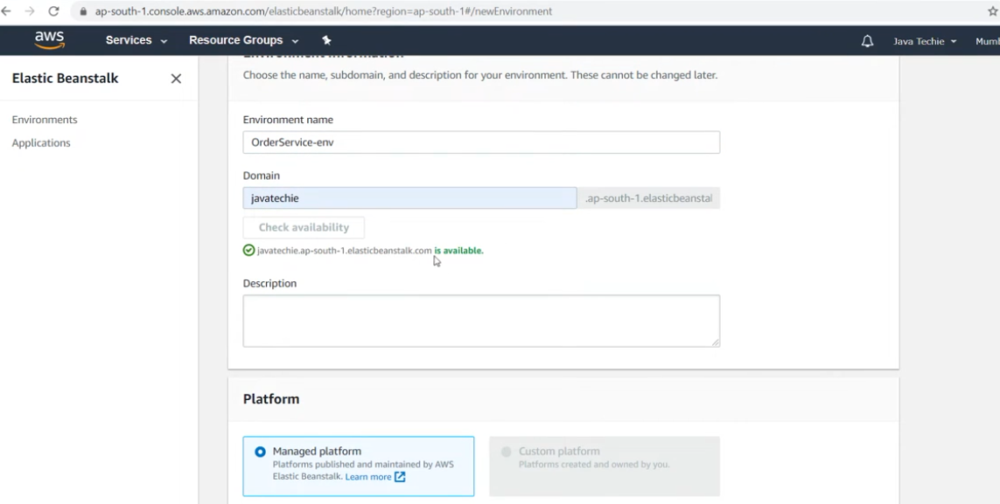 ap-south-1.console.aws.amazon.com/elasticbeanstalk/home?region=ap-south-1#/newEnvironment
aws Services Resource Groups Java Techie
Elastic Beanstalk
Environments
Applications
Environment information
Choose the name, subdomain, and description for your environment. These cannot be changed later.
Environment name
OrderService-env
Domain
javatechie .ap-south-1.elasticbeanstal
Check availability
javatechie.ap-south-1.elasticbeanstalk.com is available.
Description
Platform
Managed platform
Platforms published and maintained by AWS
Elastic Beanstalk. Learn more
Custom platform
Platforms created and owned by you.